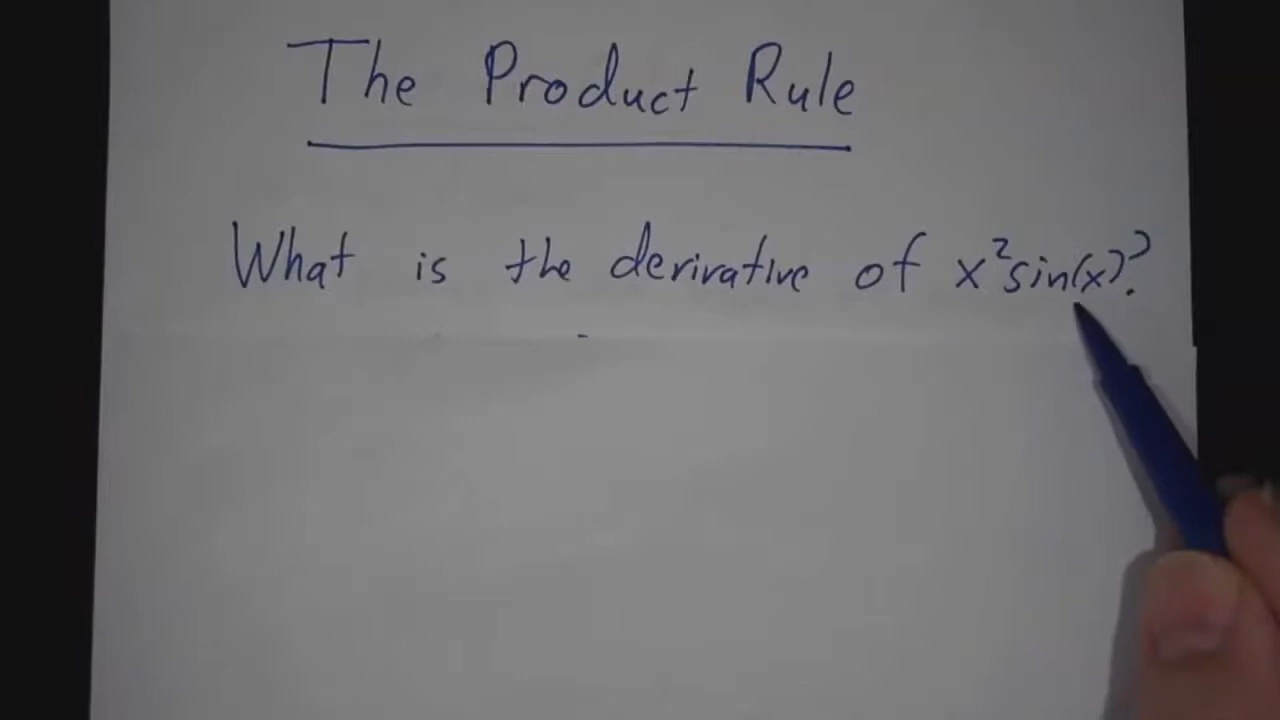 The Product Rule
What is the derivative of x²sin(x)?